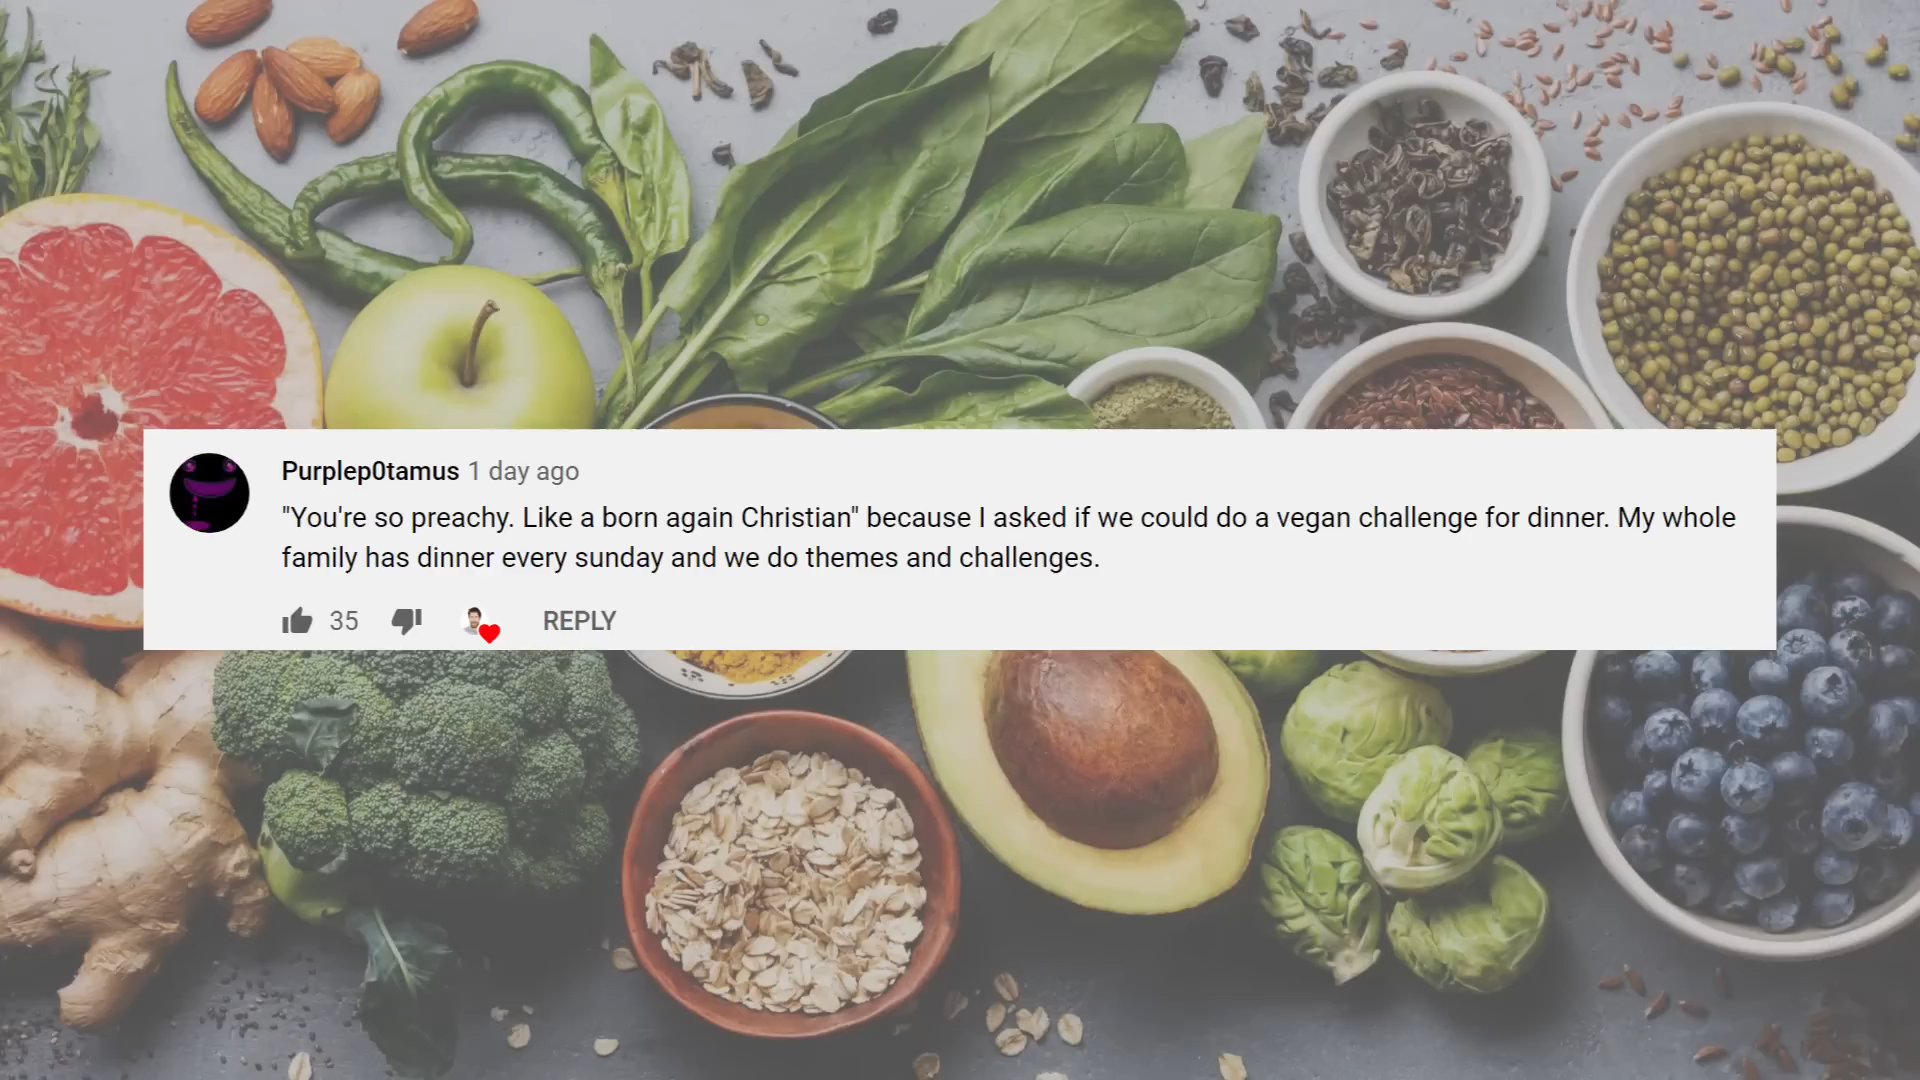 Purplep0tamus 1 day ago
"You're so preachy. Like a born again Christian" because I asked if we could do a vegan challenge for dinner. My whole
family has dinner every sunday and we do themes and challenges.
35 REPLY